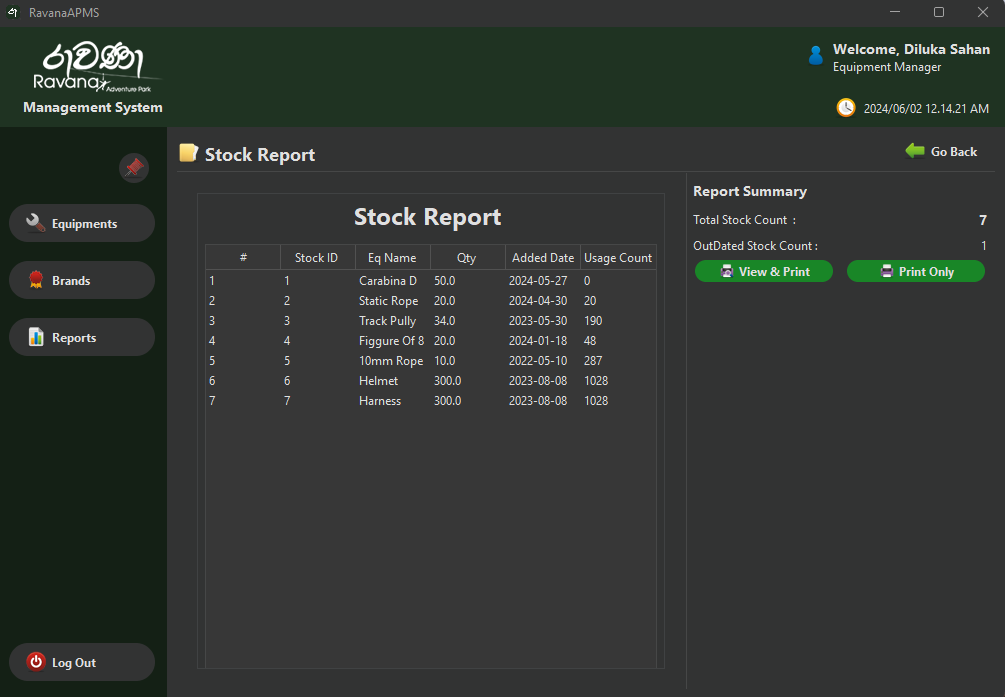 RavanaAPMS
රාවණා
Ravana
Adventure Park
Management System
Welcome, Diluka Sahan
Equipment Manager
2024/06/02 12.14.21 AM
Equipments
Brands
Reports
Log Out
Stock Report
Go Back
Stock Report
# Stock ID Eq Name Qty Added Date Usage Count
1 1 Carabina D 50.0 2024-05-27 0
2 2 Static Rope 20.0 2024-04-30 20
3 3 Track Pully 34.0 2023-05-30 190
4 4 Figgure Of 8 20.0 2024-01-18 48
5 5 10mm Rope 10.0 2022-05-10 287
6 6 Helmet 300.0 2023-08-08 1028
7 7 Harness 300.0 2023-08-08 1028
Report Summary
Total Stock Count : 7
OutDated Stock Count : 1
View & Print
Print Only